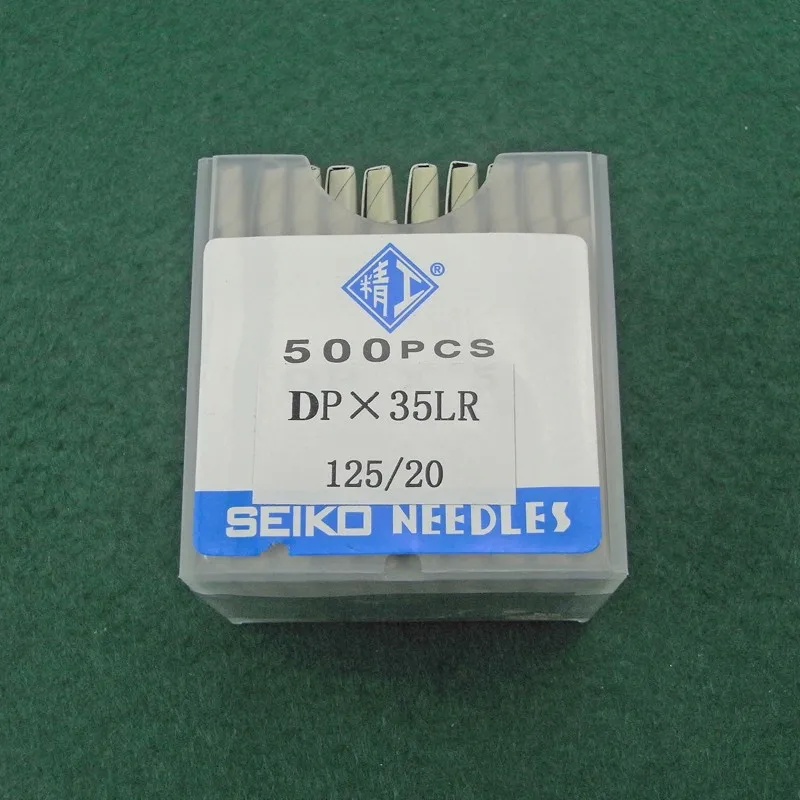 精工®
500PCS
DP×35LR
125/20
SEIKO NEEDLES